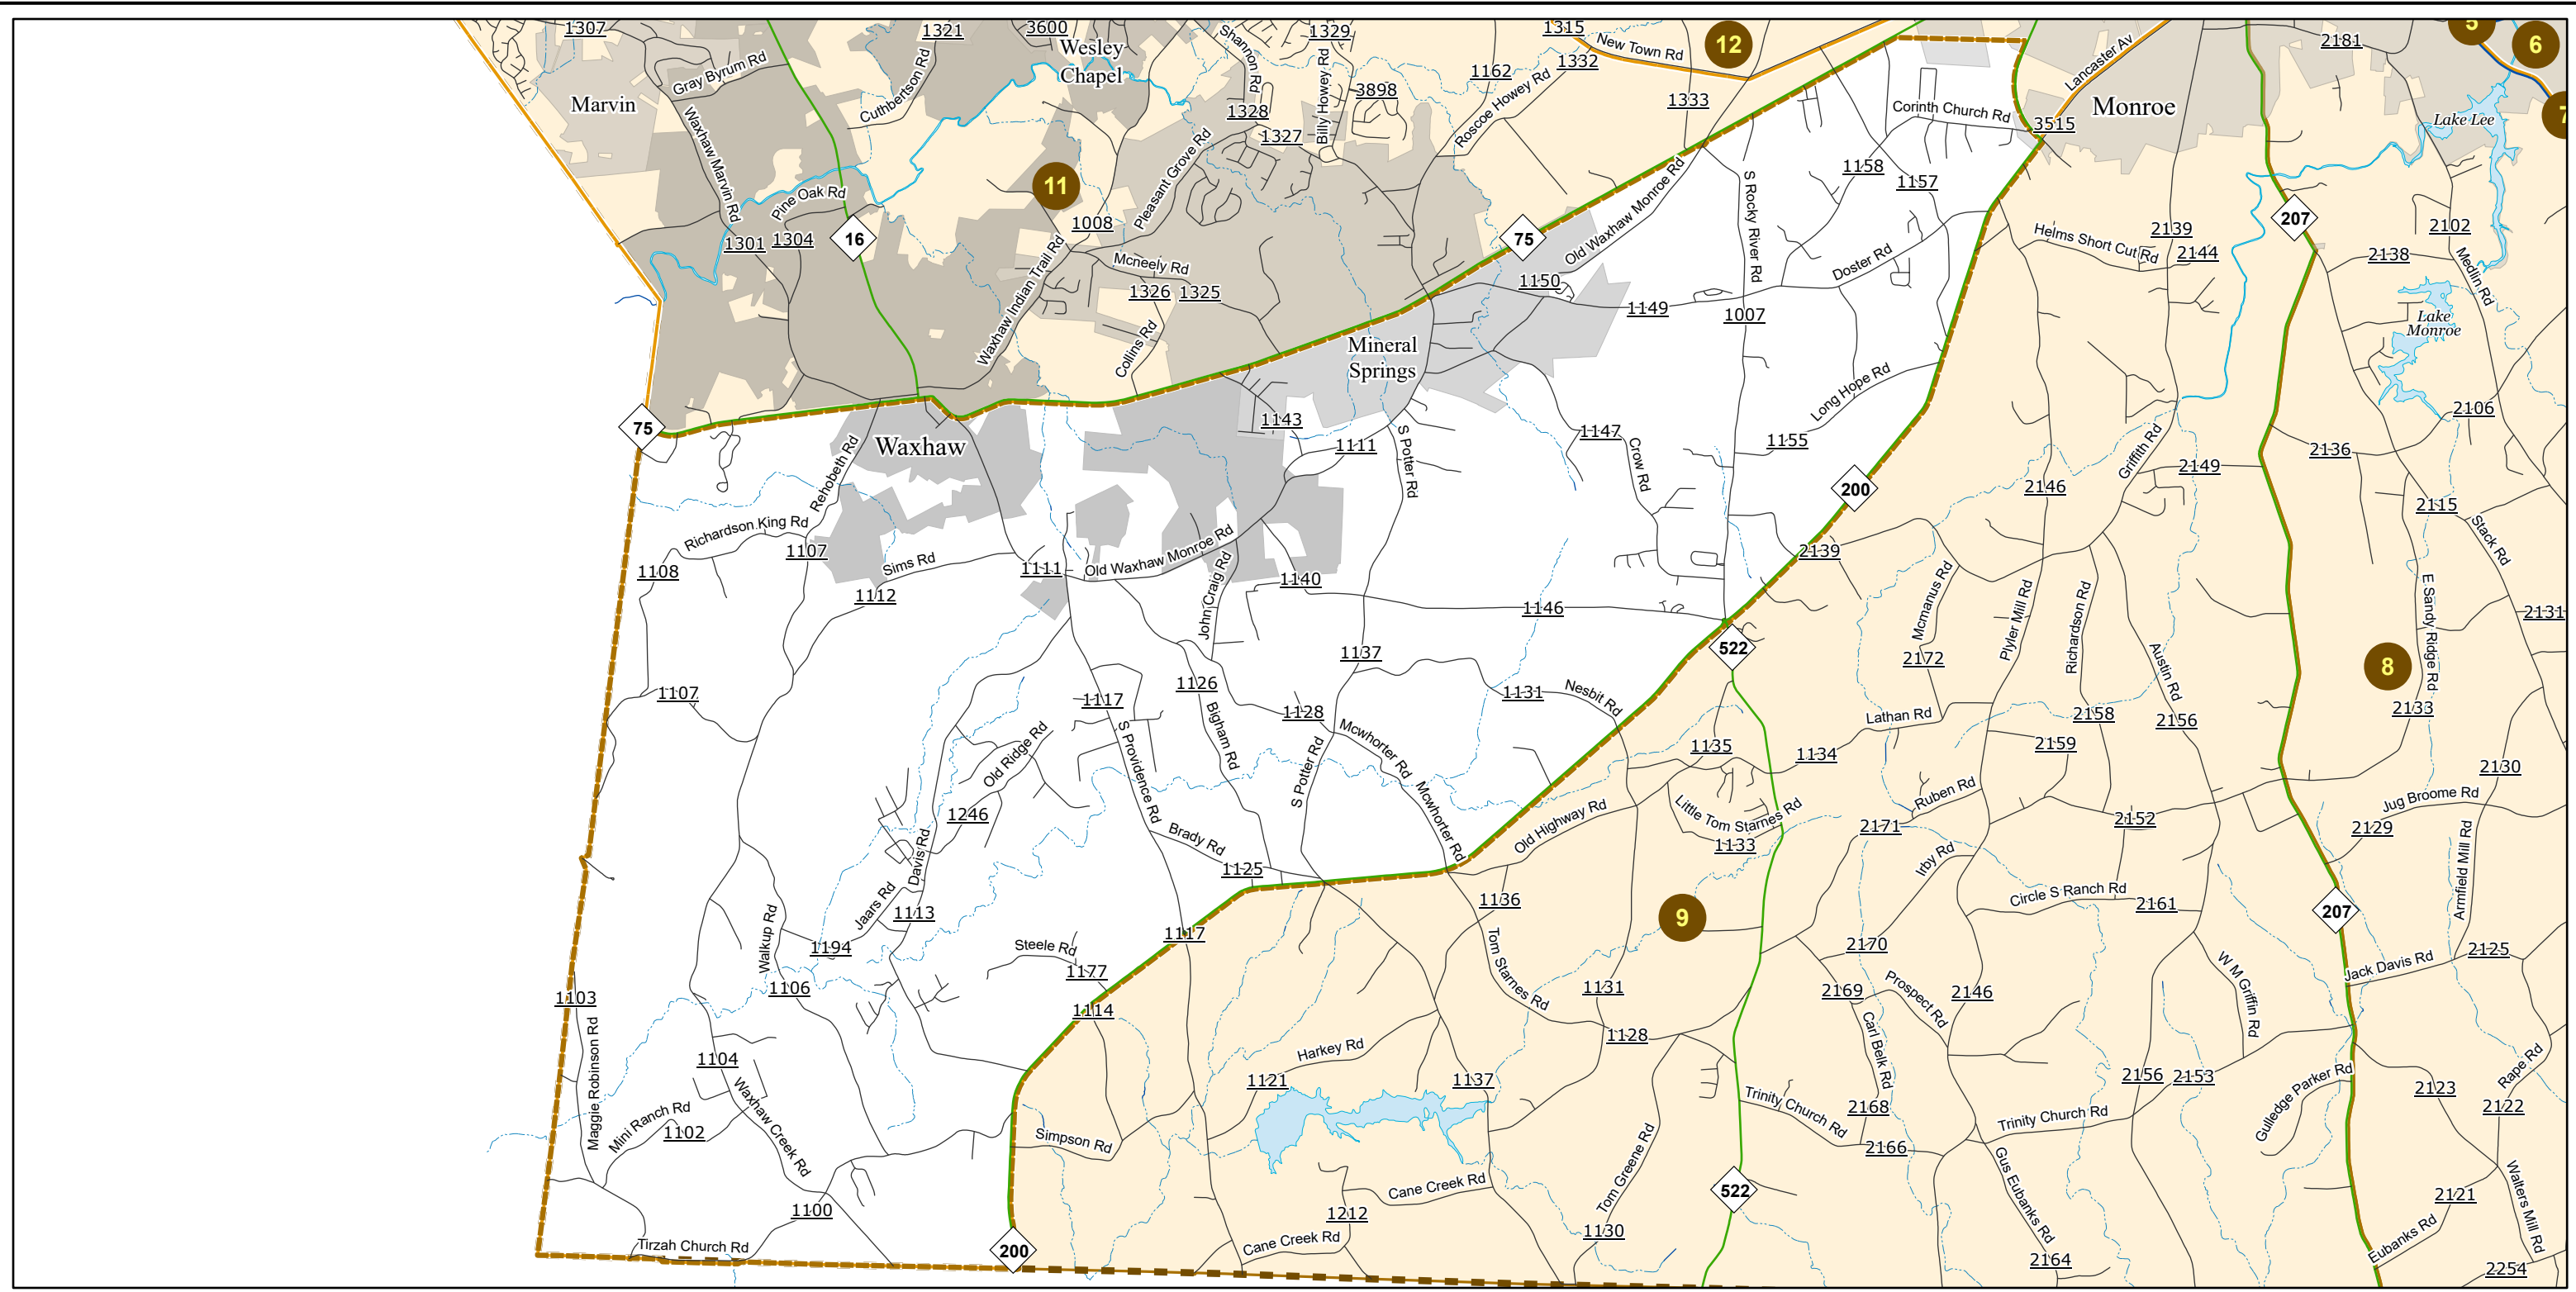 1307
1321
3600
Shannon Rd
1329
1315
New Town Rd
12
Lancaster Av
2181
5
6
Wesley
Chapel
Gray Byrum Rd
Cuthbertson Rd
Billy Howey Rd
1162
1332
Roscoe Howey Rd
Marvin
3898
1333
Corinth Church Rd
Monroe
Lake Lee
7
1328
1327
3515
Waxhaw Marvin Rd
Pleasant Grove Rd
11
Pine Oak Rd
1158
1157
Old Waxhaw Monroe Rd
S Rocky River Rd
1008
1301
1304
16
75
207
2139
2102
Helms Short Cut Rd
2144
2138
Medlin Rd
Waxhaw Indian Trail Rd
Mcneely Rd
Doster Rd
1326
1325
1150
1149
1007
Lake
Monroe
Collins Rd
Mineral
Springs
Long Hope Rd
75
Waxhaw
1143
1111
S Potter Rd
1147
Crow Rd
1155
2106
2136
Griffith Rd
2149
Rehobeth Rd
200
2146
2115
Richardson King Rd
1107
Sims Rd
1111
Old Waxhaw Monroe Rd
2139
Stack Rd
1108
1112
John Craig Rd
1140
1146
Mcmanus Rd
Plyler Mill Rd
Richardson Rd
E Sandy Ridge Rd
2131
522
1137
2172
Austin Rd
8
1107
1117
1126
Bigham Rd
1128
1131
Nesbit Rd
Lathan Rd
2158
2156
2133
S Providence Rd
Old Ridge Rd
S Potter Rd
Mcwhorter Rd
1135
1134
2159
2130
Mcwhorter Rd
1246
Old Highway Rd
Little Tom Starnes Rd
1133
Ruben Rd
2171
2152
Jug Broome Rd
2129
Brady Rd
1125
Davis Rd
Irby Rd
Armfield Mill Rd
Jaars Rd
1113
1136
9
Circle S Ranch Rd
2161
207
Walkup Rd
1194
Steele Rd
1117
Tom Starnes Rd
2170
2125
Jack Davis Rd
1177
1103
1106
1114
1131
2169
Prospect Rd
2146
W M Griffin Rd
1128
Maggie Robinson Rd
1104
Harkey Rd
Carl Belk Rd
1121
1137
2156
2153
Gulledge Parker Rd
2123
Rape Rd
Waxhaw Creek Rd
Mini Ranch Rd
1102
Trinity Church Rd
2168
Trinity Church Rd
2122
Simpson Rd
2166
Tom Greene Rd
Gus Eubanks Rd
Walters Mill Rd
Cane Creek Rd
522
2121
1100
1212
1130
Eubanks Rd
Tirzah Church Rd
200
Cane Creek Rd
2164
2254